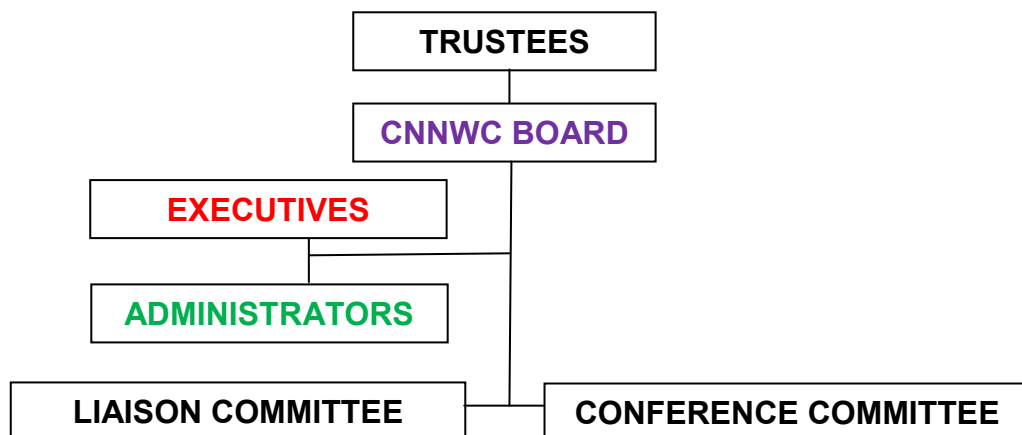 TRUSTEES
CNNWC BOARD
EXECUTIVES
ADMINISTRATORS
LIAISON COMMITTEE
CONFERENCE COMMITTEE